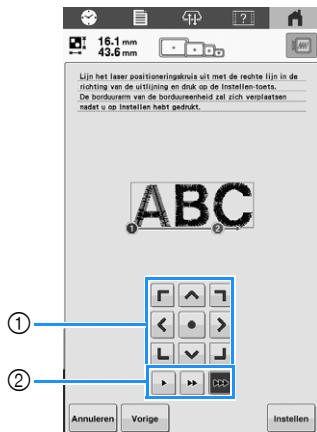 16.1 mm
43.6 mm
Lijn het laser positioneringskruis uit met de rechte lijn in de
richting van de uitlijning en druk op de Instellen-toets.
De borduurarm van de borduureenheid zal zich verplaatsen
nadat u op Instellen hebt gedrukt.
ABC
1 2
①
②
Annuleren Vorige Instellen